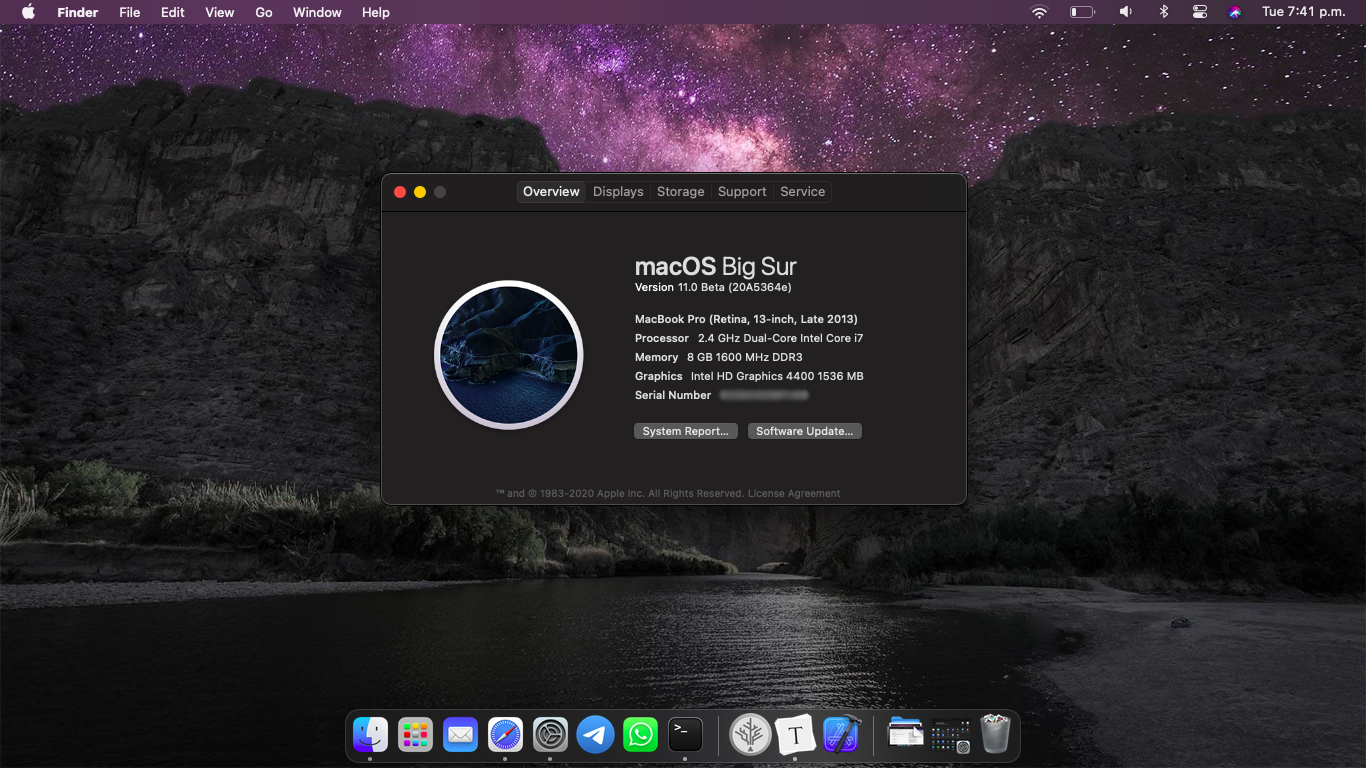 Finder File Edit View Go Window Help Tue 7:41 p.m.
Overview Displays Storage Support Service
macOS Big Sur
Version 11.0 Beta (20A5364e)
MacBook Pro (Retina, 13-inch, Late 2013)
Processor 2.4 GHz Dual-Core Intel Core i7
Memory 8 GB 1600 MHz DDR3
Graphics Intel HD Graphics 4400 1536 MB
Serial Number
System Report... Software Update...
™ and © 1983-2020 Apple Inc. All Rights Reserved. License Agreement
>_
T